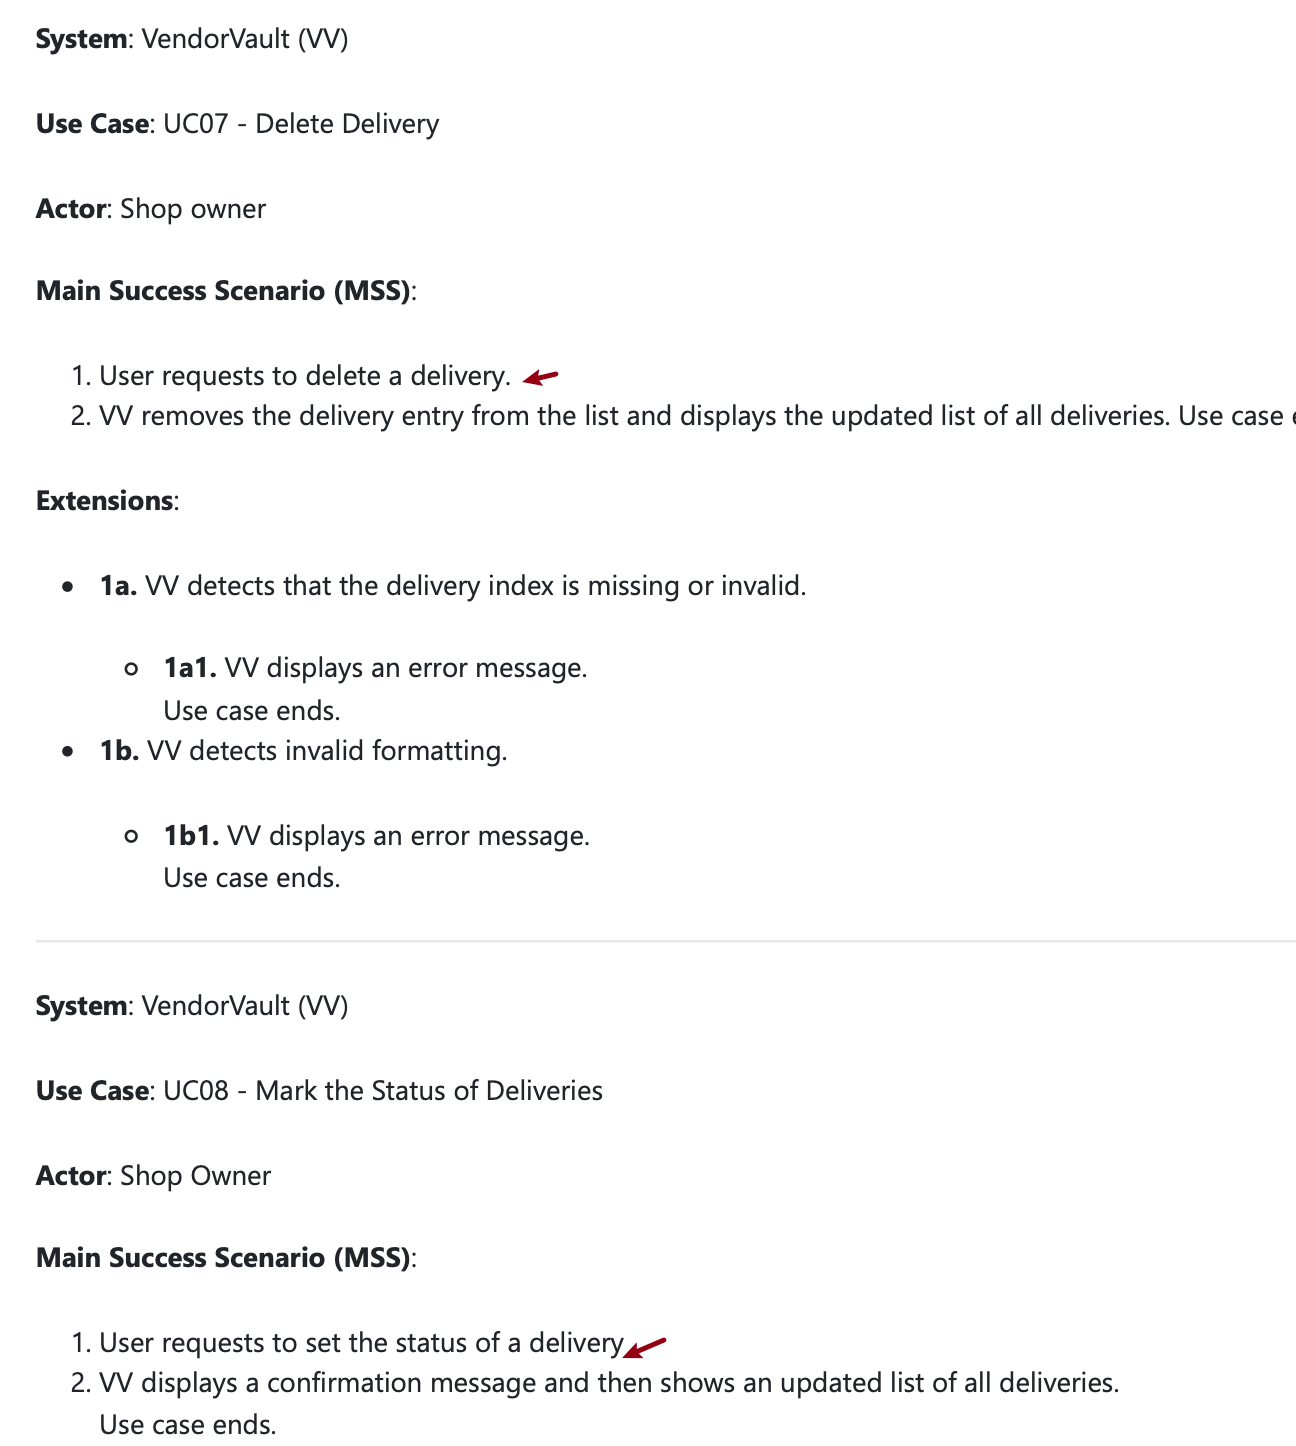 System: VendorVault (VV)
Use Case: UC07 - Delete Delivery
Actor: Shop owner
Main Success Scenario (MSS):
1. User requests to delete a delivery.
2. VV removes the delivery entry from the list and displays the updated list of all deliveries. Use case
Extensions:
• 1a. VV detects that the delivery index is missing or invalid.
○ 1a1. VV displays an error message.
Use case ends.
• 1b. VV detects invalid formatting.
○ 1b1. VV displays an error message.
Use case ends.
System: VendorVault (VV)
Use Case: UC08 - Mark the Status of Deliveries
Actor: Shop Owner
Main Success Scenario (MSS):
1. User requests to set the status of a delivery
2. VV displays a confirmation message and then shows an updated list of all deliveries.
Use case ends.